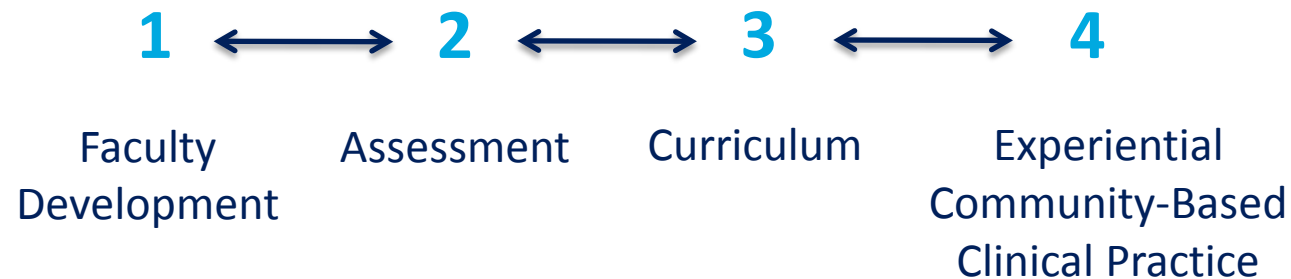 1 2 3 4
Faculty
Development
Assessment
Curriculum
Experiential
Community-Based
Clinical Practice